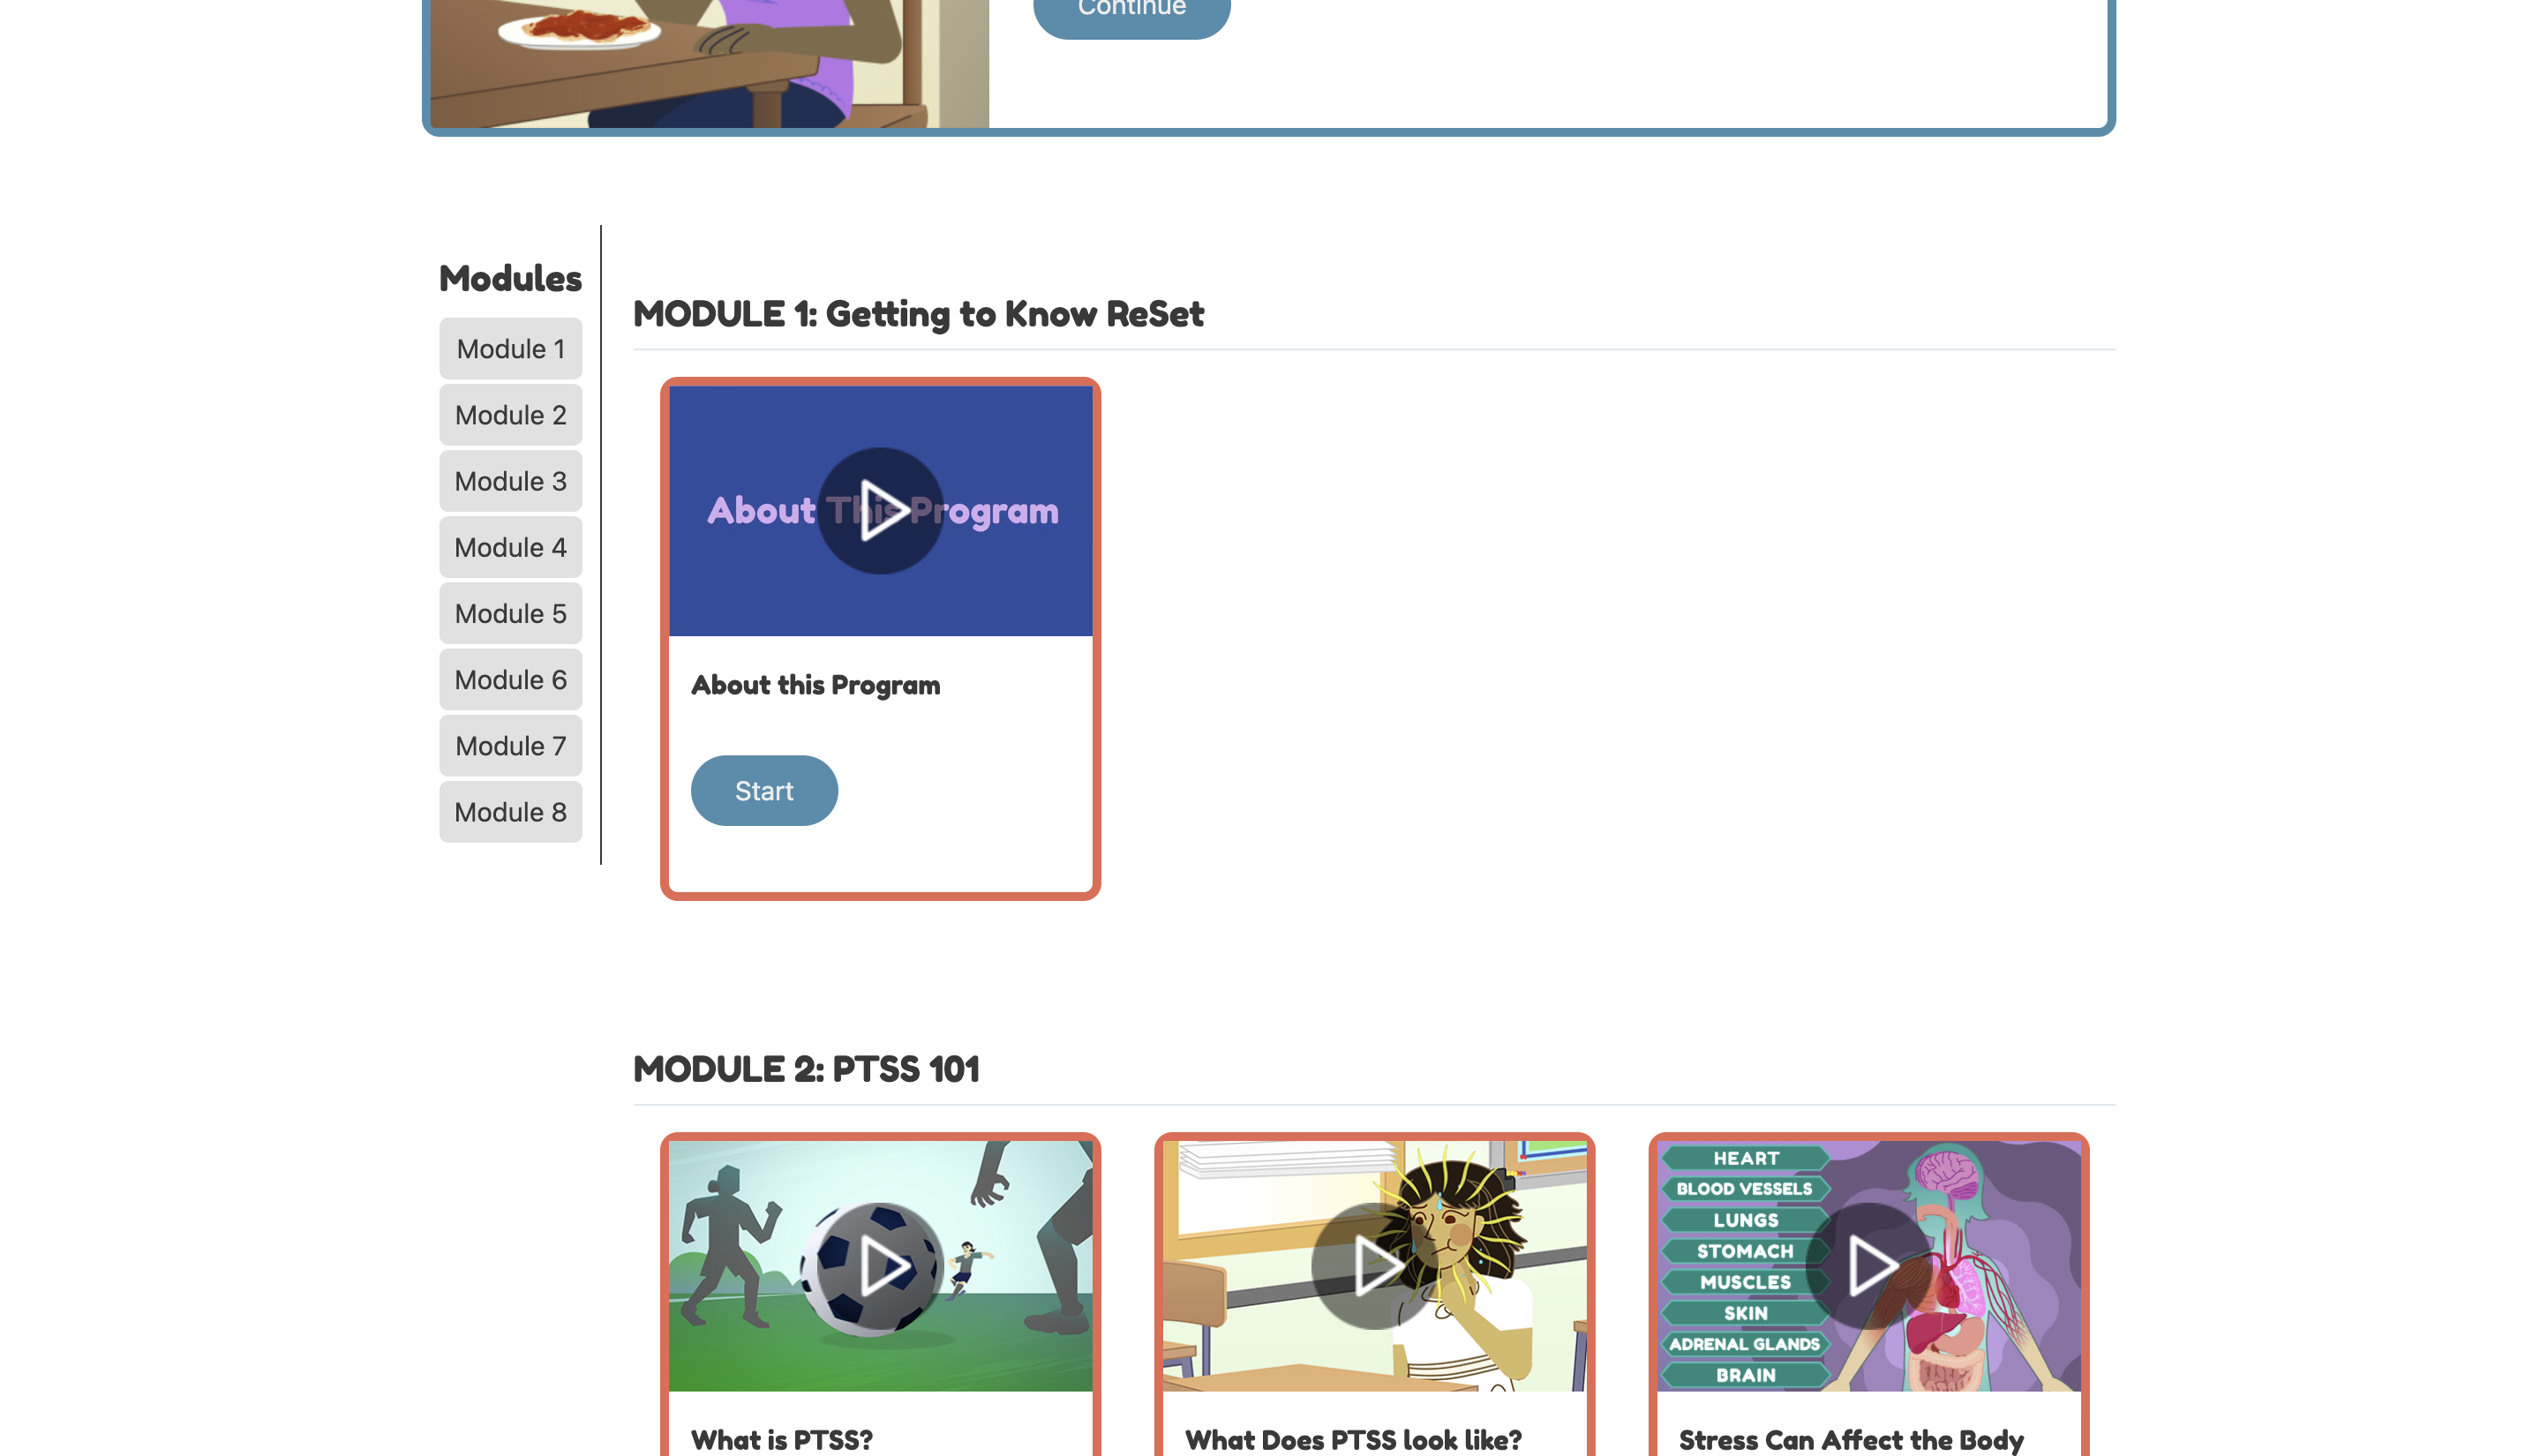 Continue
Modules
Module 1
Module 2
Module 3
Module 4
Module 5
Module 6
Module 7
Module 8
MODULE 1: Getting to Know ReSet
About This Program
About this Program
Start
MODULE 2: PTSS 101
HEART
BLOOD VESSELS
LUNGS
STOMACH
MUSCLES
SKIN
ADRENAL GLANDS
BRAIN
What is PTSS?
What Does PTSS look like?
Stress Can Affect the Body